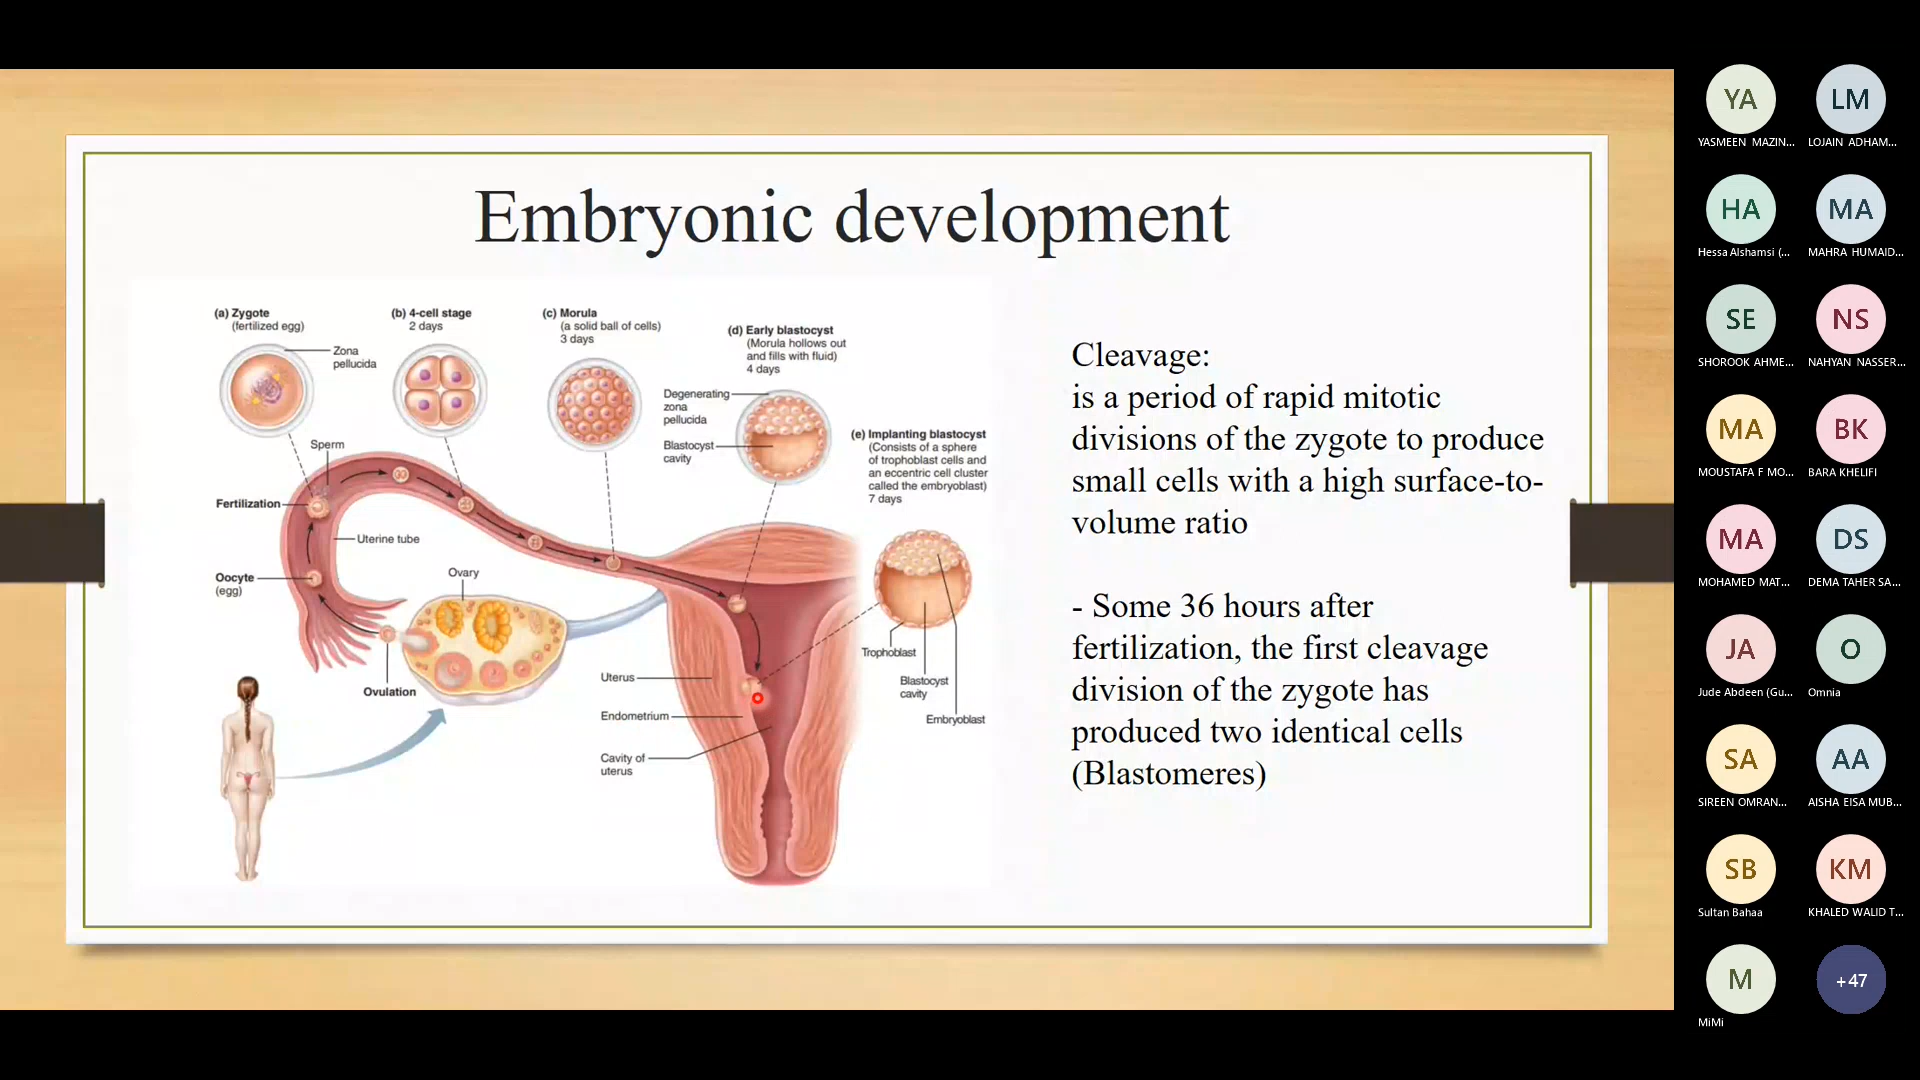 Embryonic development
(a) Zygote
(fertilized egg)
Zona
pellucida
(b) 4-cell stage
2 days
(c) Morula
(a solid ball of cells)
3 days
(d) Early blastocyst
(Morula hollows out
and fills with fluid)
4 days
Degenerating
zona
pellucida
Blastocyst
cavity
(e) Implanting blastocyst
(Consists of a sphere
of trophoblast cells and
an eccentric cell cluster
called the embryoblast)
7 days
Sperm
Fertilization
Uterine tube
Oocyte
(egg)
Ovary
Ovulation
Uterus
Endometrium
Cavity of
uterus
Trophoblast
Blastocyst
cavity
Embryoblast
Cleavage:
is a period of rapid mitotic
divisions of the zygote to produce
small cells with a high surface-to-
volume ratio
- Some 36 hours after
fertilization, the first cleavage
division of the zygote has
produced two identical cells
(Blastomeres)
YA LM
YASMEEN MAZIN... LOJAIN ADHAM...
HA MA
Hessa Alshamsi (... MAHRA HUMAID...
SE NS
SHOROOK AHME... NAHYAN NASSER...
MA BK
MOUSTAFA F MO... BARA KHELIFI
MA DS
MOHAMED MAT... DEMA TAHER SA...
JA O
Jude Abdeen (Gu... Omnia
SA AA
SIREEN OMRAN... AISHA EISA MUB...
SB KM
Sultan Bahaa KHALED WALID T...
M +47
MiMi